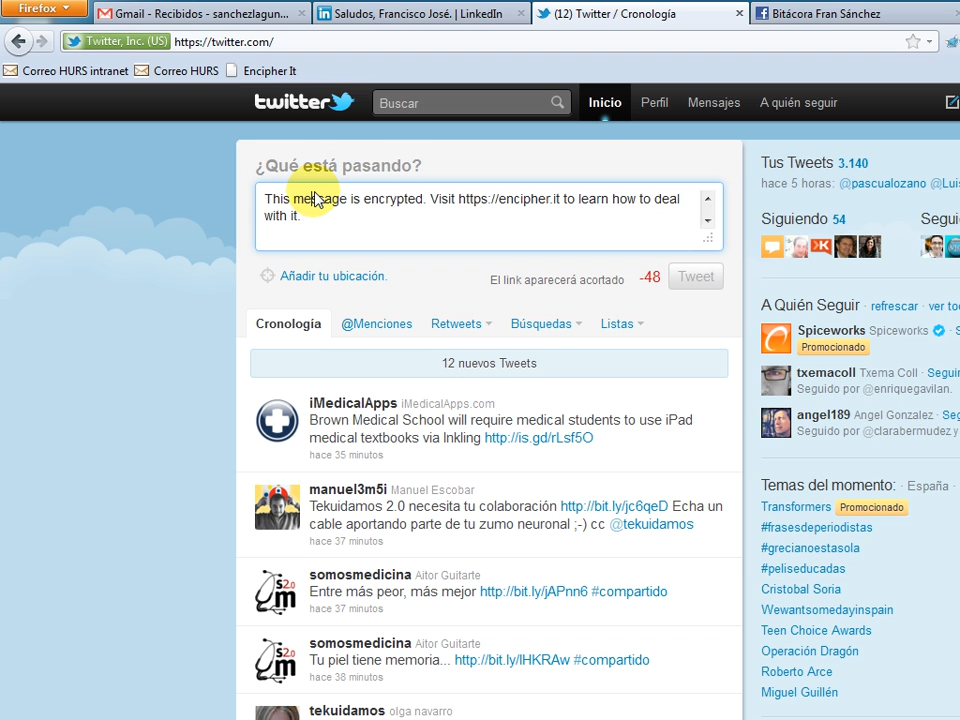 Firefox
Gmail - Recibidos - sanchezlagun...
Saludos, Francisco José. | LinkedIn
(12) Twitter / Cronología
Bitácora Fran Sánchez
Twitter, Inc. (US)
https://twitter.com/
Correo HURS intranet
Correo HURS
Encipher It
twitter
Buscar
Inicio
Perfil
Mensajes
A quién seguir
¿Qué está pasando?
This message is encrypted. Visit https://encipher.it to learn how to deal
with it.
Añadir tu ubicación.
El link aparecerá acortado
-48
Tweet
Cronología
@Menciones
Retweets
Búsquedas
Listas
12 nuevos Tweets
iMedicalApps iMedicalApps.com
Brown Medical School will require medical students to use iPad
medical textbooks via Inkling http://is.gd/rLsf5O
hace 35 minutos
manuel3m5i Manuel Escobar
Tekuidamos 2.0 necesita tu colaboración http://bit.ly/jc6qeD Echa un
cable aportando parte de tu zumo neuronal ;-) cc @tekuidamos
hace 37 minutos
somosmedicina Aitor Guitarte
Entre más peor, más mejor http://bit.ly/jAPnn6 #compartido
hace 37 minutos
somosmedicina Aitor Guitarte
Tu piel tiene memoria... http://bit.ly/lHKRAw #compartido
hace 38 minutos
tekuidamos olga navarro
Tus Tweets 3.140
hace 5 horas: @pascualozano @Luis
Siguiendo 54
Segui
A Quién Seguir · refrescar · ver to
Spiceworks Spiceworks · S
Promocionado
txemacoll Txema Coll · Seguir
Seguido por @enriquegavilan.
angel189 Angel Gonzalez · Seg
Seguido por @clarabermudez y
Temas del momento: · España ·
Transformers Promocionado
#frasesdeperiodistas
#grecianoestasola
#peliseducadas
Cristobal Soria
Wewantsomedayinspain
Teen Choice Awards
Operación Dragón
Roberto Arce
Miguel Guillén